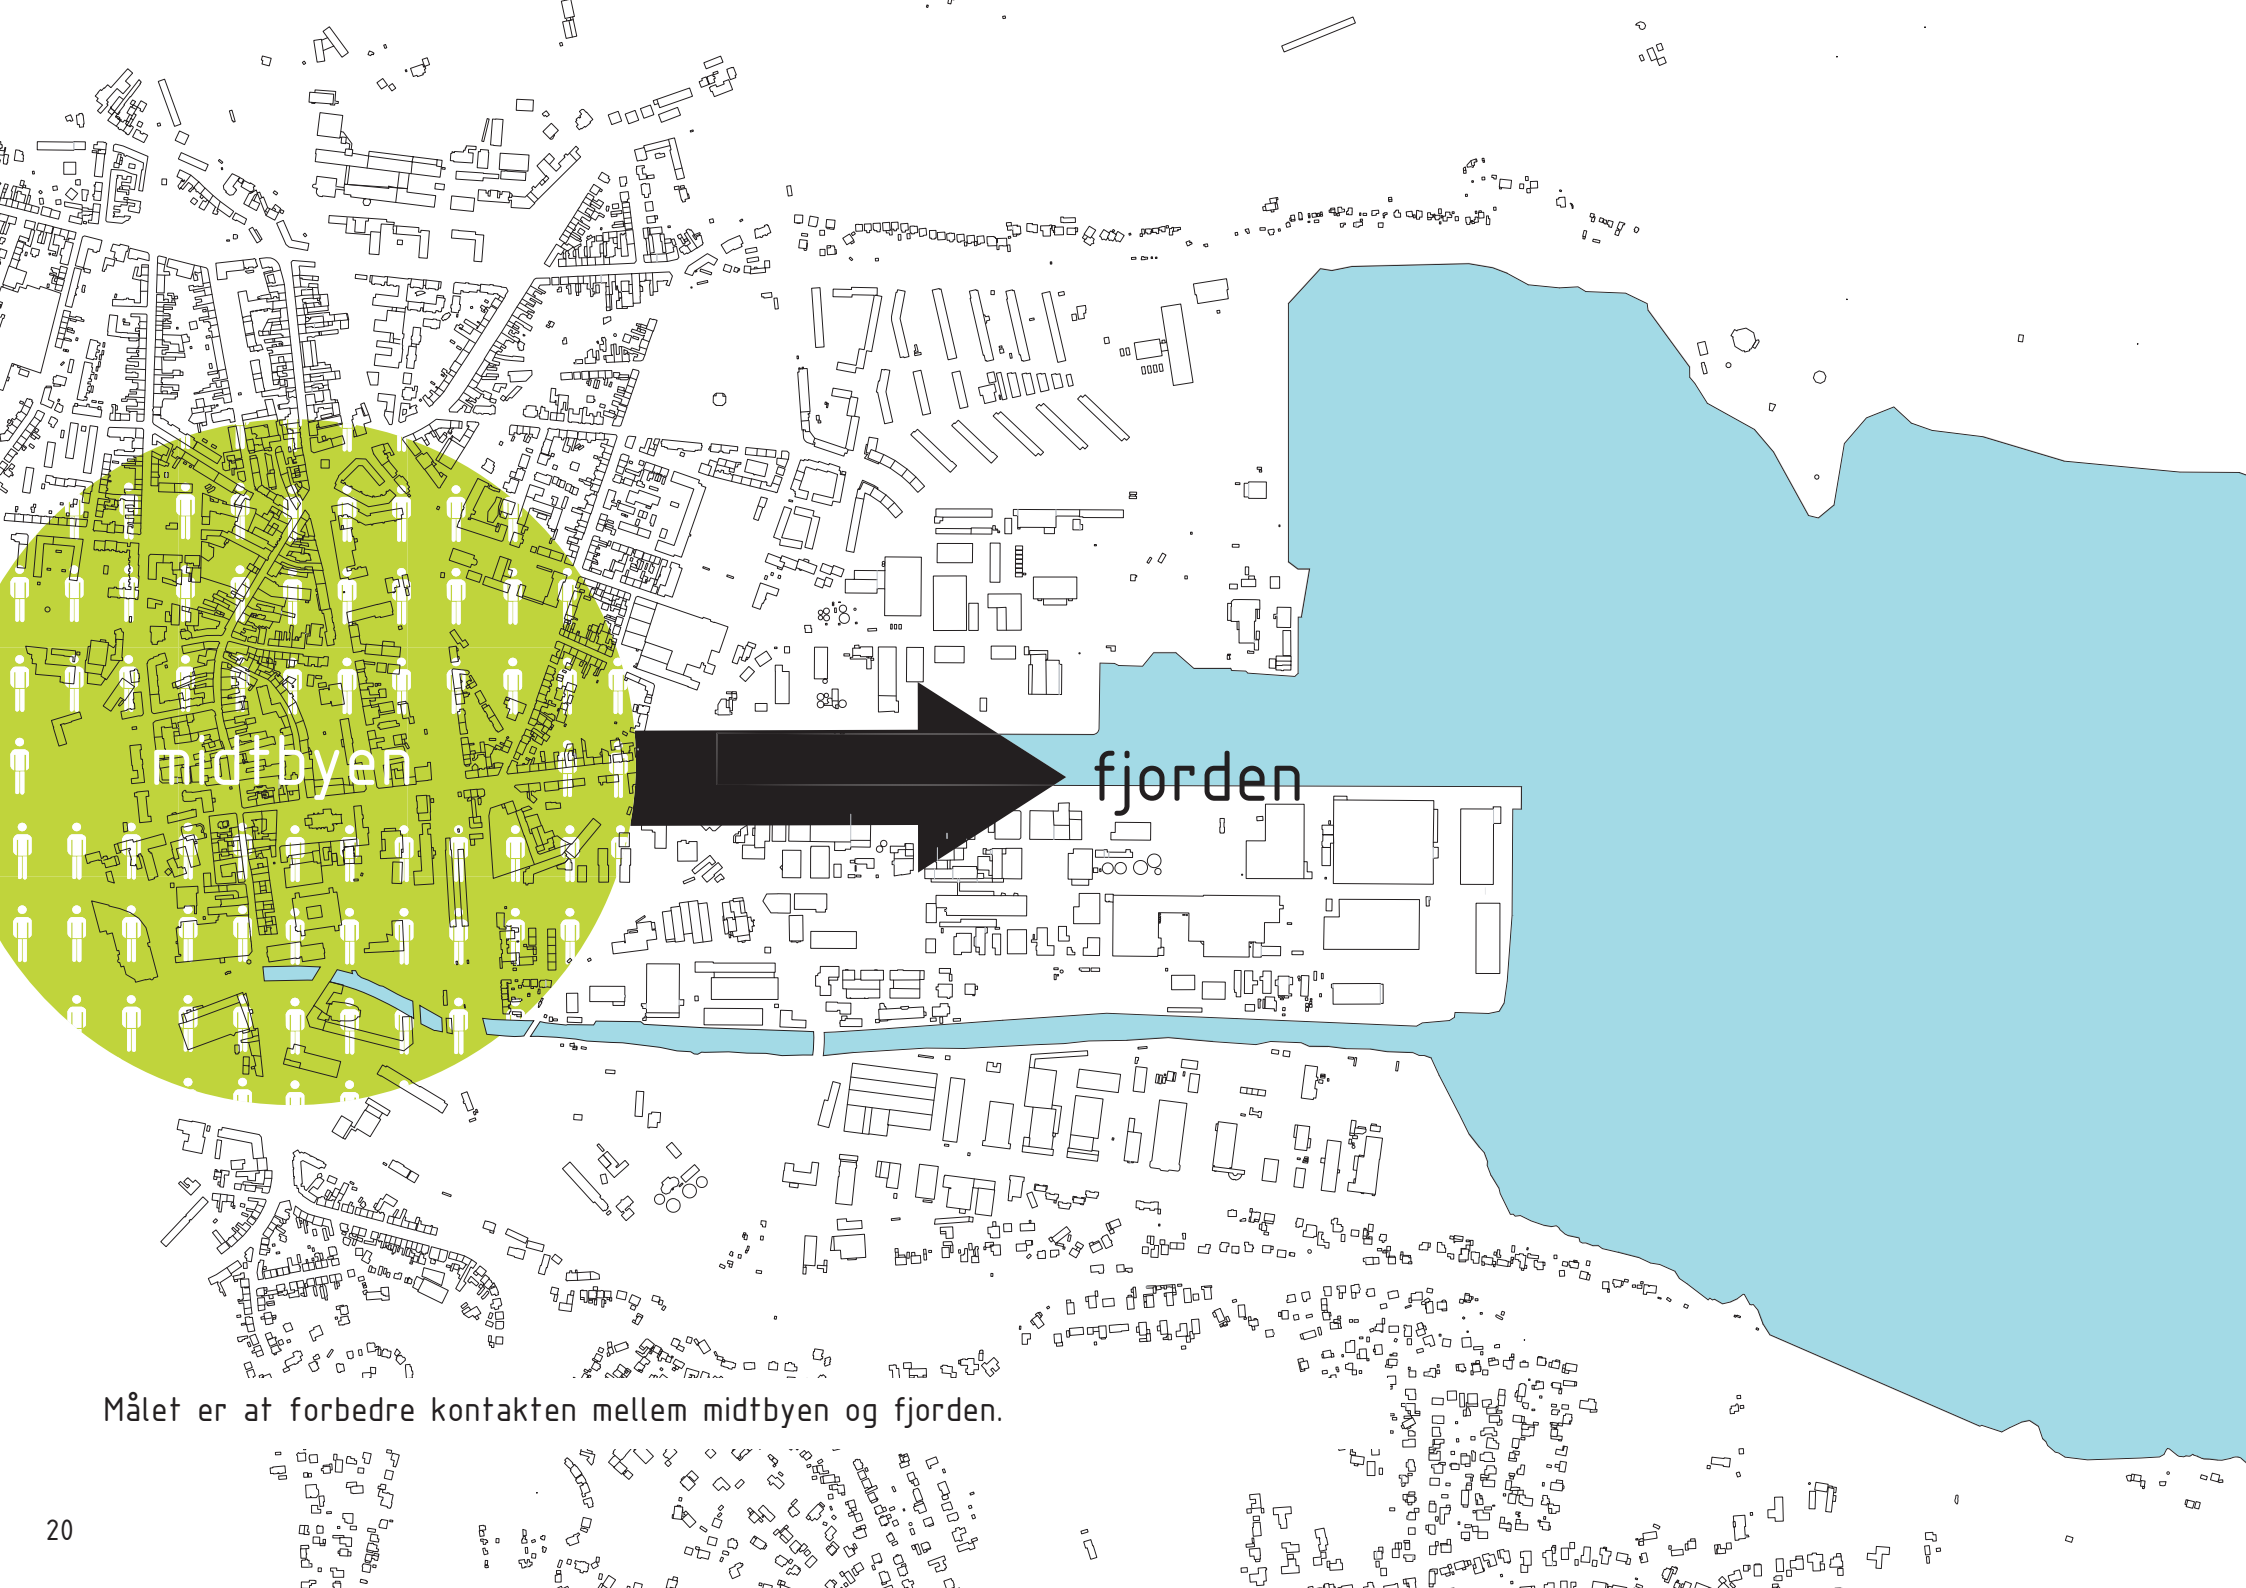 midtbyen
fjorden
Målet er at forbedre kontakten mellem midtbyen og fjorden.
20